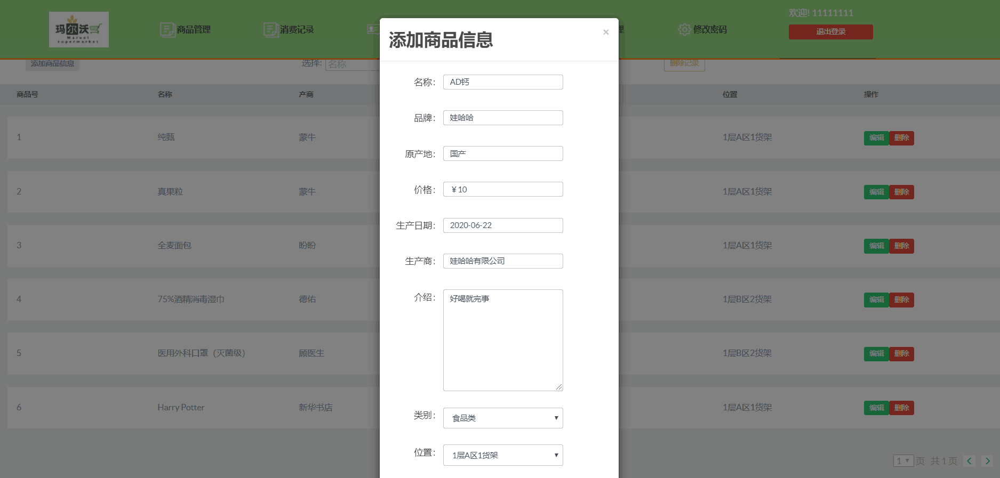 玛尔沃
Marvel
supermarket
商品管理
消费记录
理
修改密码
欢迎! 11111111
退出登录
添加商品信息
×
添加商品信息
选择:
名称
删除记录
商品号
名称
产商
位置
操作
1
纯甄
蒙牛
1层A区1货架
编辑
删除
2
真果粒
蒙牛
1层A区1货架
编辑
删除
3
全麦面包
盼盼
1层A区1货架
编辑
删除
4
75%酒精消毒湿巾
德佑
1层B区2货架
编辑
删除
5
医用外科口罩（灭菌级）
顾医生
1层B区2货架
编辑
删除
6
Harry Potter
新华书店
1层A区1货架
编辑
删除
名称： AD钙
品牌： 娃哈哈
原产地： 国产
价格： ￥10
生产日期： 2020-06-22
生产商： 娃哈哈有限公司
介绍： 好喝就完事
类别： 食品类
位置： 1层A区1货架
1 页 共 1 页